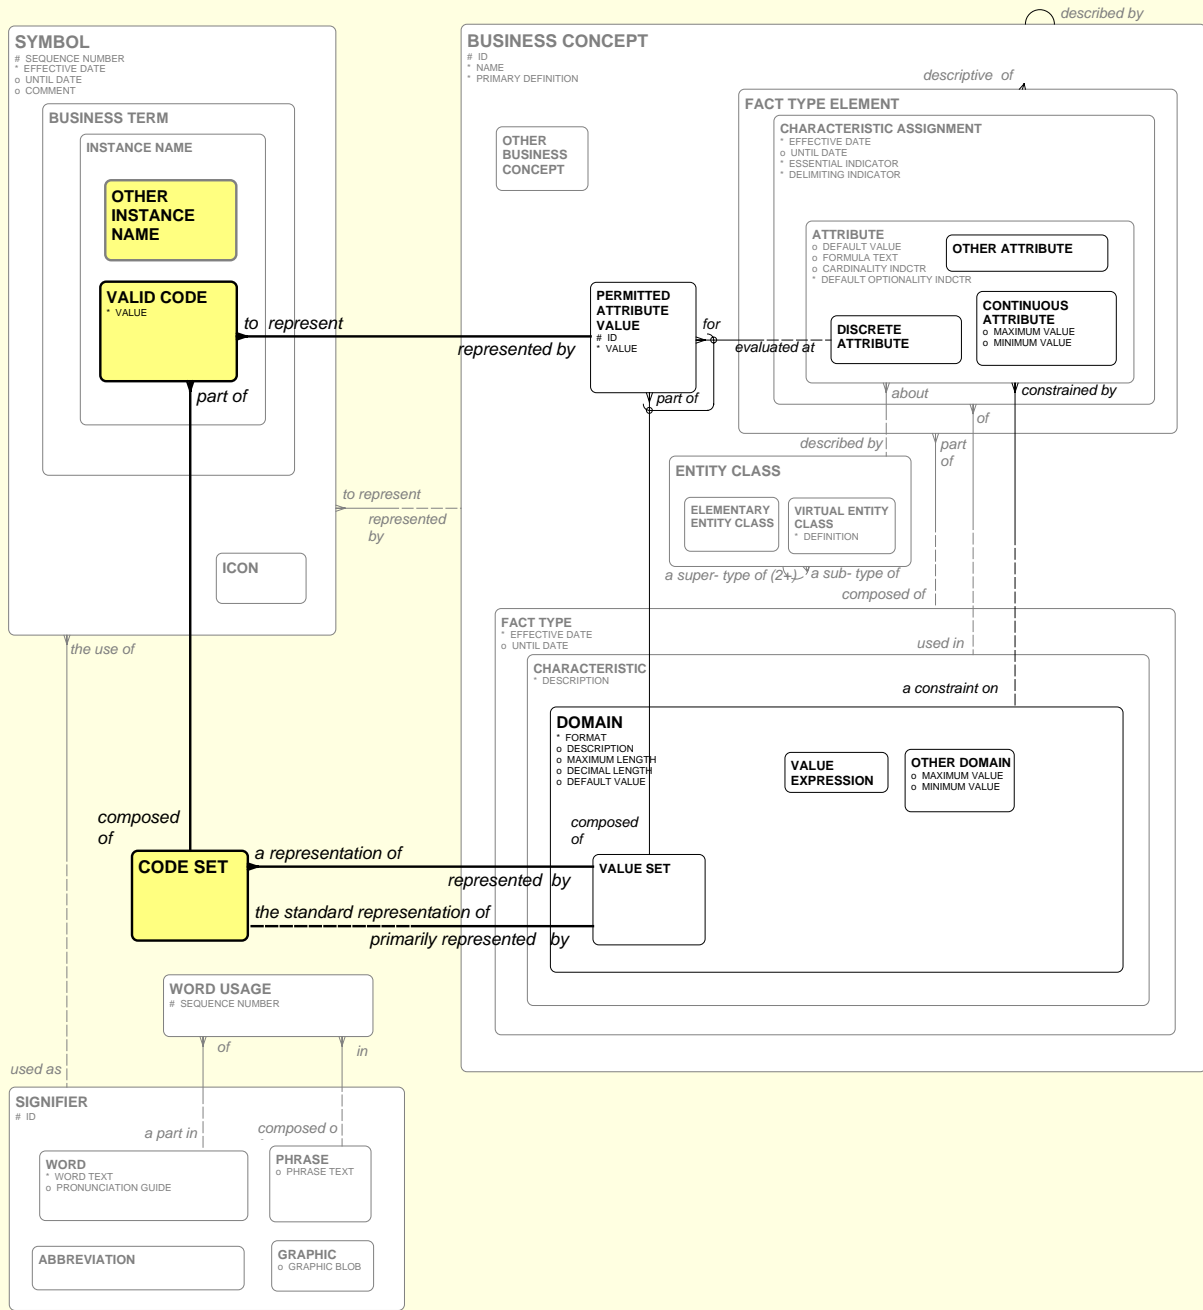 described by
SYMBOL
# SEQUENCE NUMBER
* EFFECTIVE DATE
o UNTIL DATE
o COMMENT
BUSINESS TERM
INSTANCE NAME
OTHER
INSTANCE
NAME
VALID CODE
* VALUE
to represent
part of
ICON
the use of
BUSINESS CONCEPT
# ID
* NAME
* PRIMARY DEFINITION
OTHER
BUSINESS
CONCEPT
descriptive of
FACT TYPE ELEMENT
CHARACTERISTIC ASSIGNMENT
* EFFECTIVE DATE
o UNTIL DATE
* ESSENTIAL INDICATOR
* DELIMITING INDICATOR
ATTRIBUTE
o DEFAULT VALUE
o FORMULA TEXT
o CARDINALITY INDCTR
* DEFAULT OPTIONALITY INDCTR
OTHER ATTRIBUTE
CONTINUOUS
ATTRIBUTE
o MAXIMUM VALUE
o MINIMUM VALUE
DISCRETE
ATTRIBUTE
PERMITTED
ATTRIBUTE
VALUE
# ID
* VALUE
represented by
for
evaluated at
part of
about
constrained by
of
described by
part
of
ENTITY CLASS
ELEMENTARY
ENTITY CLASS
VIRTUAL ENTITY
CLASS
* DEFINITION
a super- type of (2+)
a sub- type of
to represent
represented
by
composed of
FACT TYPE
* EFFECTIVE DATE
o UNTIL DATE
used in
CHARACTERISTIC
* DESCRIPTION
a constraint on
DOMAIN
* FORMAT
o DESCRIPTION
o MAXIMUM LENGTH
o DECIMAL LENGTH
o DEFAULT VALUE
VALUE
EXPRESSION
OTHER DOMAIN
o MAXIMUM VALUE
o MINIMUM VALUE
composed
of
composed
of
CODE SET
a representation of
represented by
VALUE SET
the standard representation of
primarily represented by
WORD USAGE
# SEQUENCE NUMBER
of
in
used as
SIGNIFIER
# ID
a part in
composed o
WORD
* WORD TEXT
o PRONUNCIATION GUIDE
PHRASE
o PHRASE TEXT
ABBREVIATION
GRAPHIC
o GRAPHIC BLOB